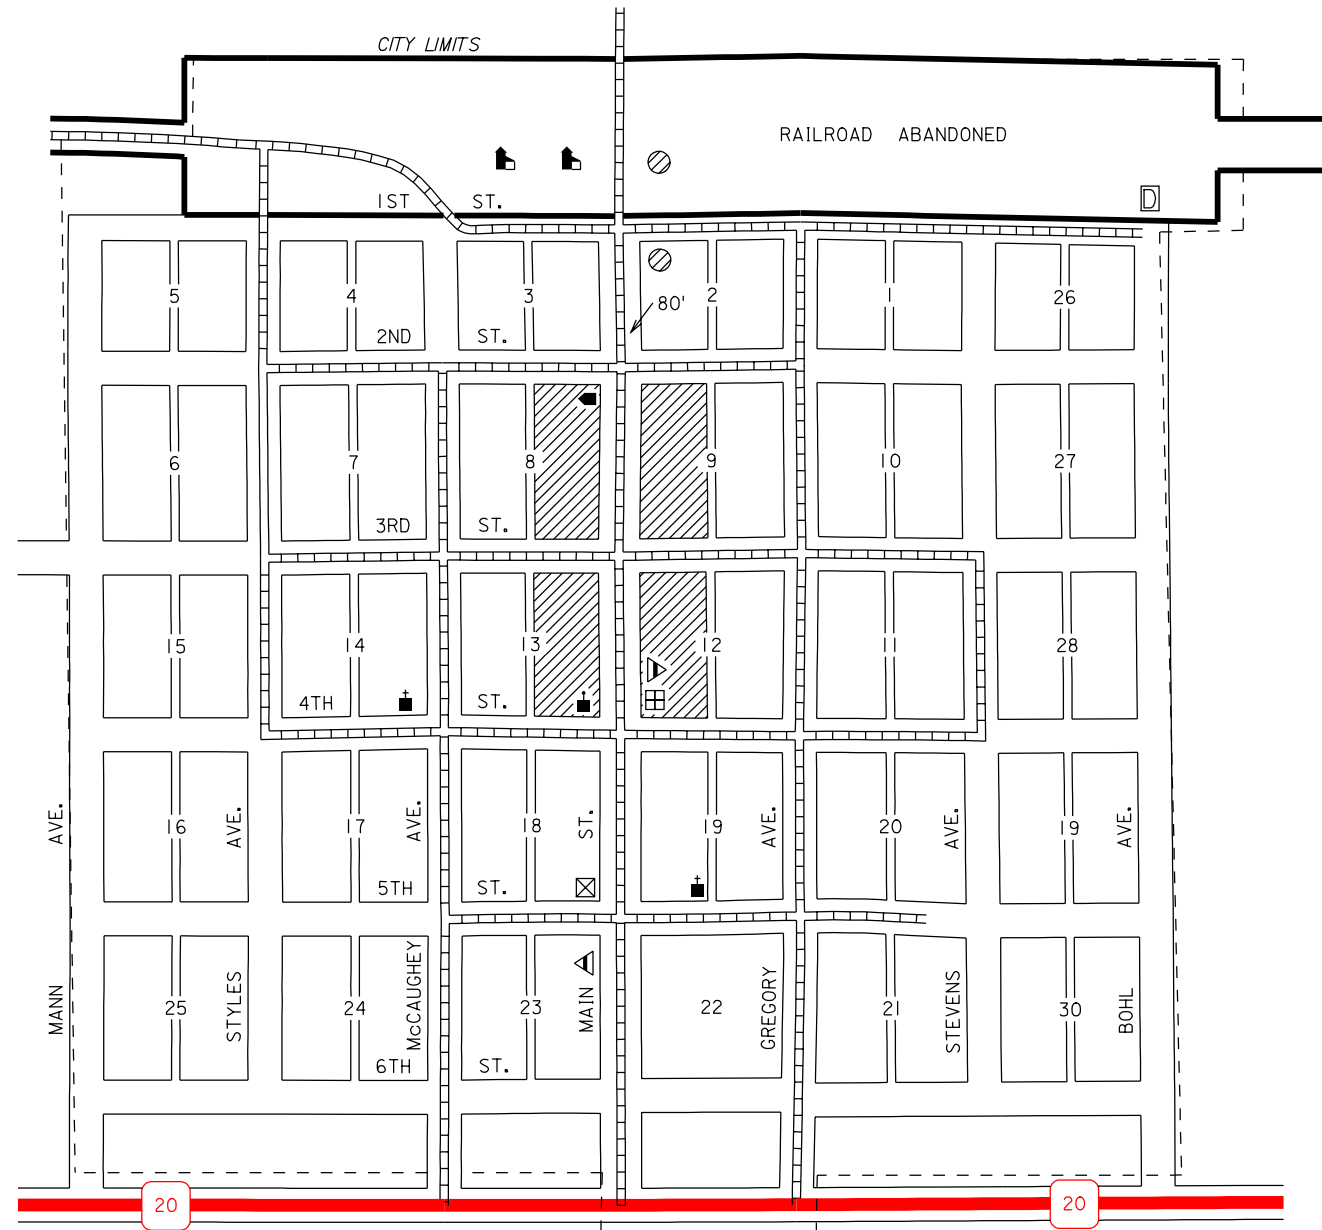 CITY LIMITS
RAILROAD ABANDONED
1ST ST.
D
5 4 3 2 1 26
80'
2ND ST.
6 7 8 9 10 27
3RD ST.
15 14 13 12 11 28
4TH ST.
16 17 18 19 20 19
5TH ST.
25 24 23 22 21 30
6TH ST.
MANN AVE.
STYLES AVE.
McCAUGHEY AVE.
MAIN ST.
GREGORY AVE.
STEVENS AVE.
BOHL AVE.
20 20